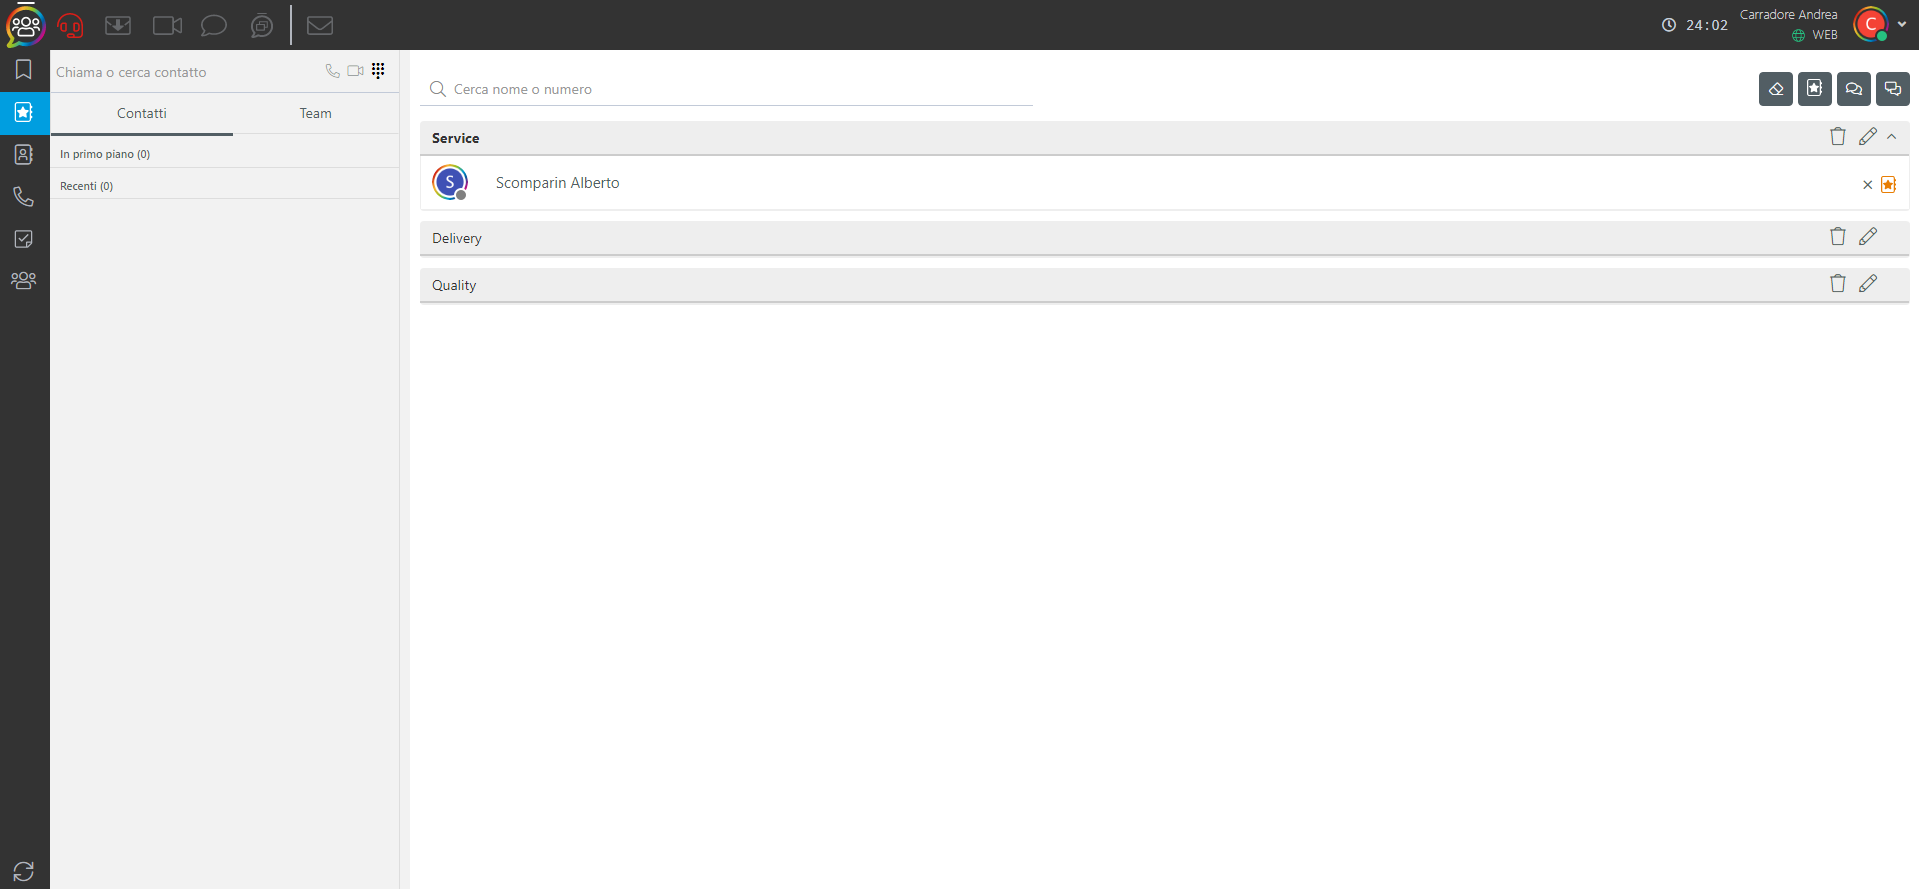 24:02
Carradore Andrea
WEB
C
Chiama o cerca contatto
Contatti
Team
In primo piano (0)
Recenti (0)
Cerca nome o numero
Service
S
Scomparin Alberto
Delivery
Quality